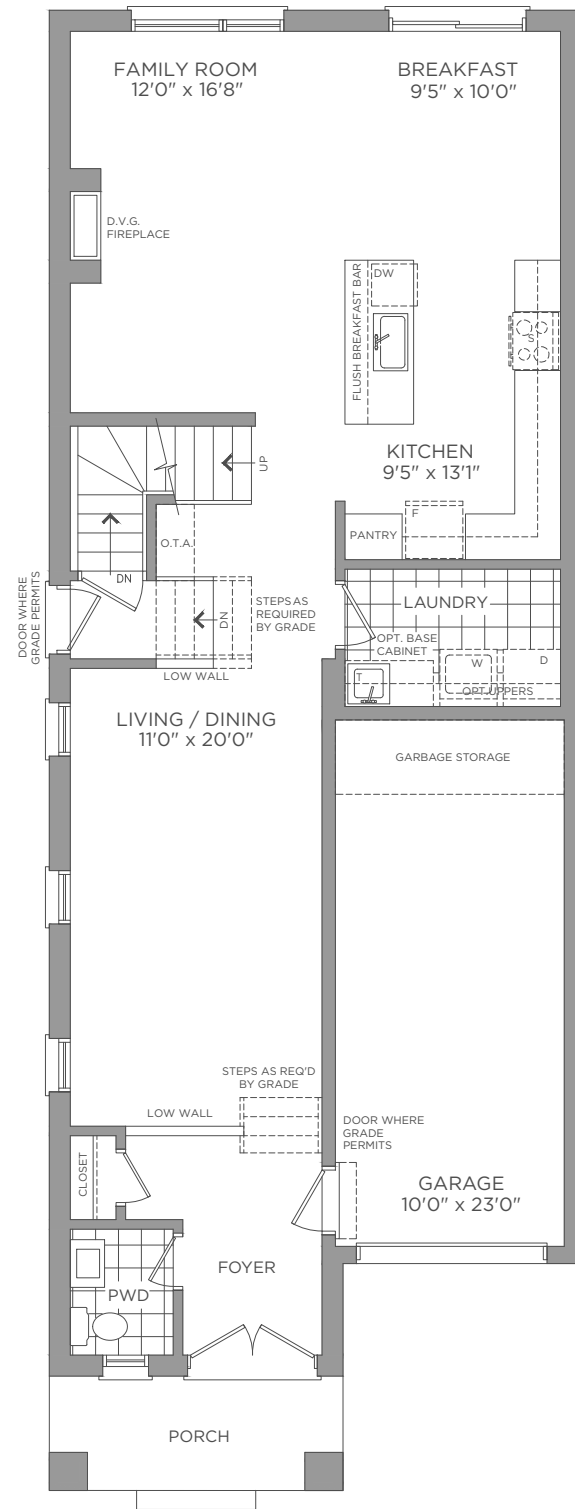 FAMILY ROOM
12'0" x 16'8"
BREAKFAST
9'5" x 10'0"
D.V.G.
FIREPLACE
DW
FLUSH BREAKFAST BAR
S
KITCHEN
9'5" x 13'1"
UP
F
PANTRY
O.T.A.
DN
DOOR WHERE
GRADE PERMITS
DN
STEPS AS
REQUIRED
BY GRADE
LAUNDRY
OPT. BASE
CABINET
W
D
T
OPT.UPPERS
LOW WALL
LIVING / DINING
11'0" x 20'0"
GARBAGE STORAGE
STEPS AS REQ'D
BY GRADE
LOW WALL
DOOR WHERE
GRADE
PERMITS
CLOSET
GARAGE
10'0" x 23'0"
FOYER
PWD
PORCH